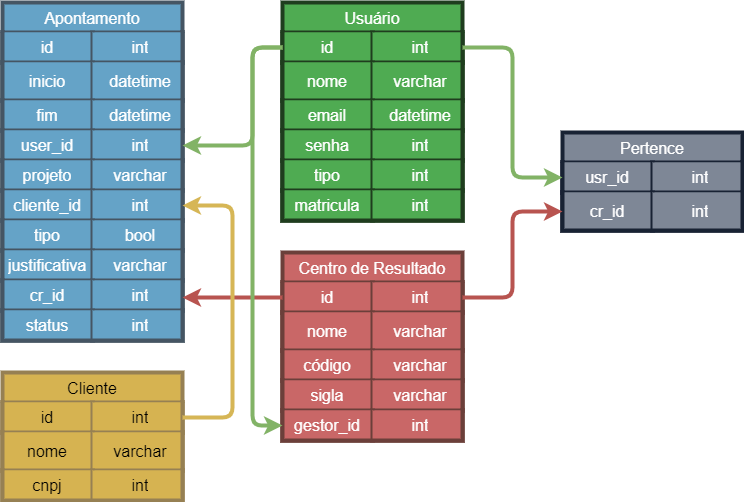 Apontamento
id int
inicio datetime
fim datetime
user_id int
projeto varchar
cliente_id int
tipo bool
justificativa varchar
cr_id int
status int
Usuário
id int
nome varchar
email datetime
senha int
tipo int
matricula int
Pertence
usr_id int
cr_id int
Centro de Resultado
id int
nome varchar
código varchar
sigla varchar
gestor_id int
Cliente
id int
nome varchar
cnpj int